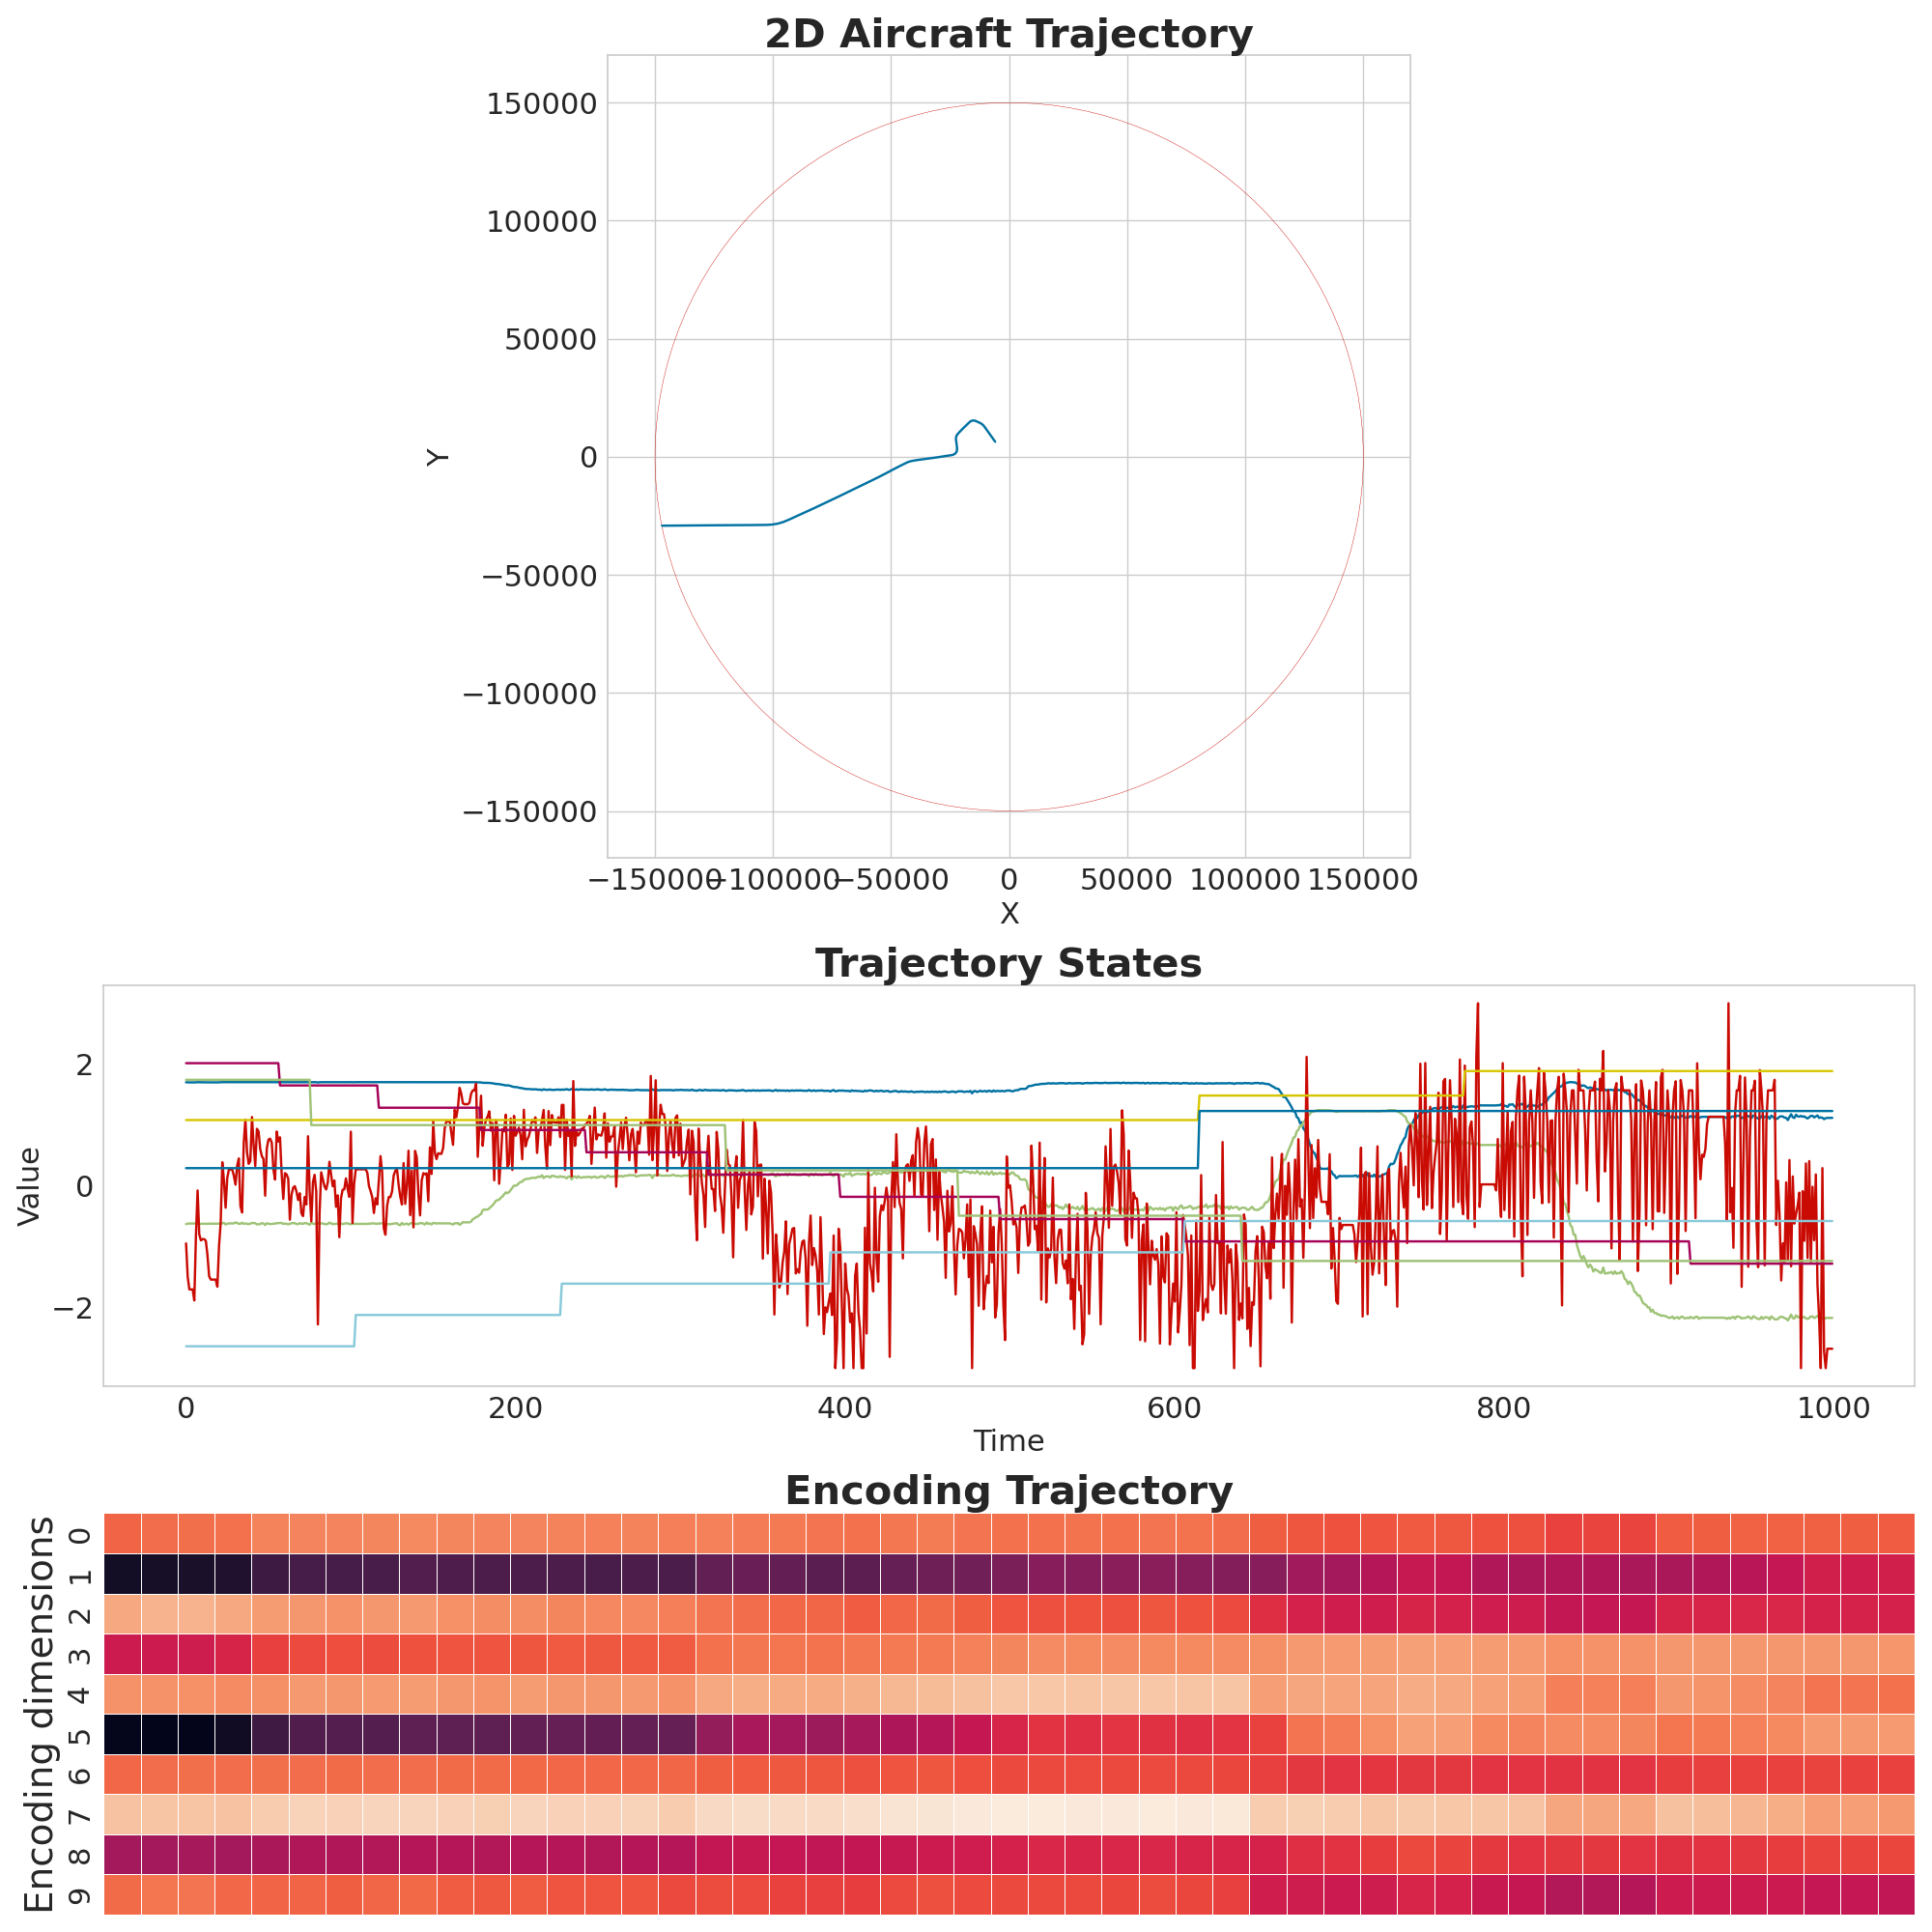 2D Aircraft Trajectory
150000
100000
50000
0
−50000
−100000
−150000
Y
−150000 −100000 −50000 0 50000 100000 150000
X
Trajectory States
2
0
−2
Value
0 200 400 600 800 1000
Time
Encoding Trajectory
Encoding dimensions
0
1
2
3
4
5
6
7
8
9